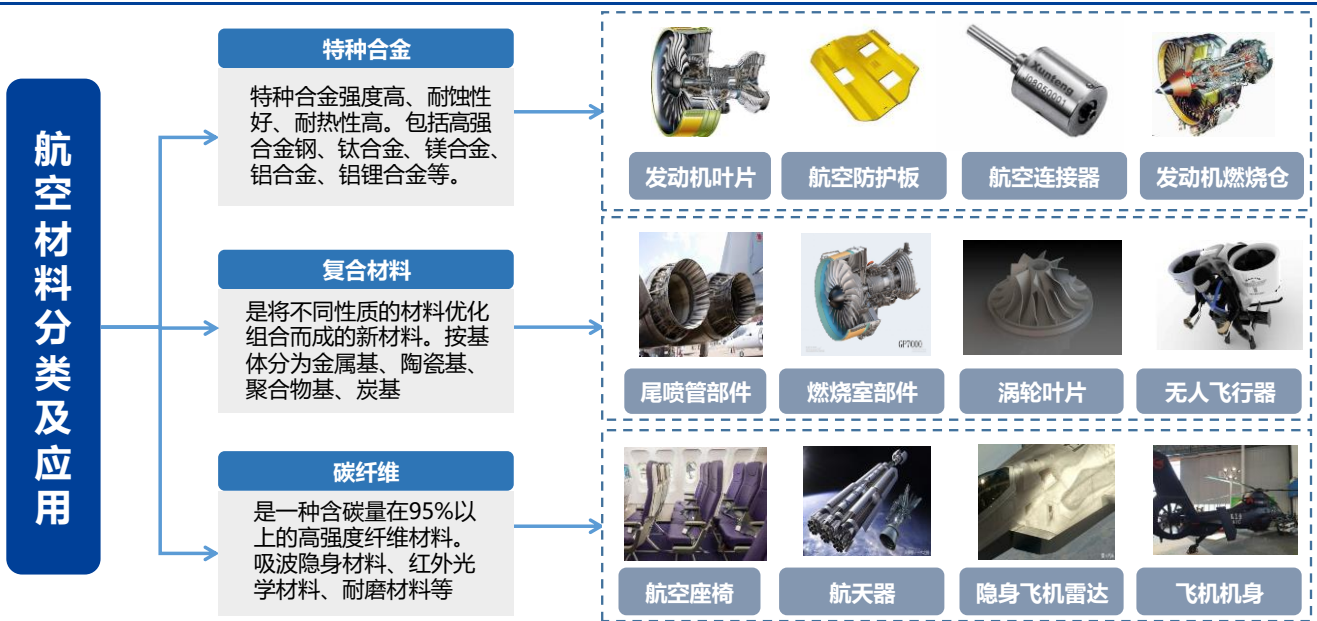 航空材料分类及应用
特种合金
特种合金强度高、耐蚀性
好、耐热性高。包括高强
合金钢、钛合金、镁合金、
铝合金、铝锂合金等。
Xunfeng
J08050001
发动机叶片
航空防护板
航空连接器
发动机燃烧仓
复合材料
是将不同性质的材料优化
组合而成的新材料。按基
体分为金属基、陶瓷基、
聚合物基、炭基
GP7000
尾喷管部件
燃烧室部件
涡轮叶片
无人飞行器
碳纤维
是一种含碳量在95%以
上的高强度纤维材料。
吸波隐身材料、红外光
学材料、耐磨材料等
航空座椅
航天器
隐身飞机雷达
飞机机身